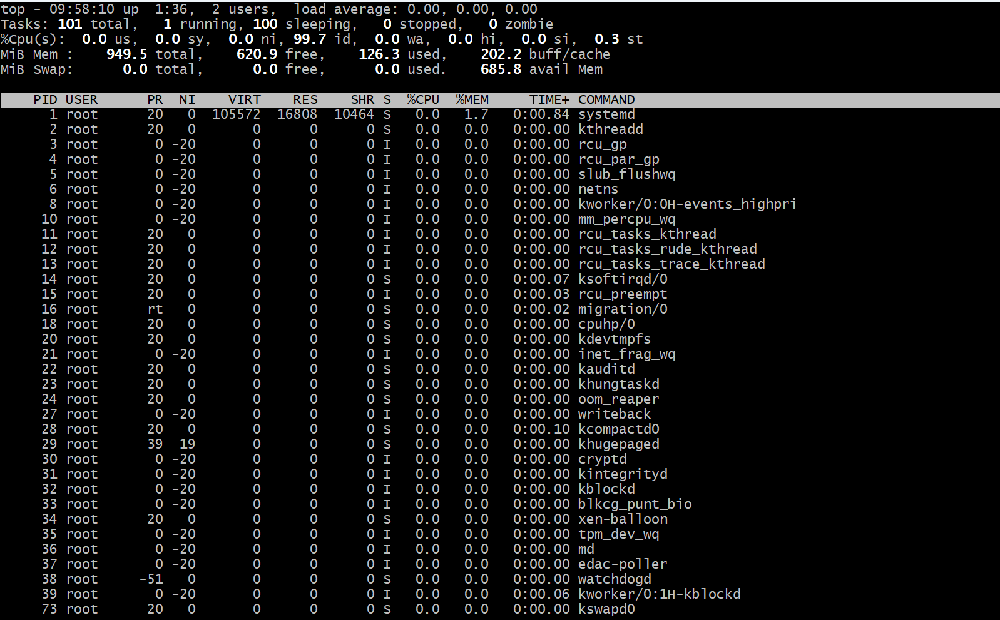 top - 09:58:10 up  1:36,  2 users,  load average: 0.00, 0.00, 0.00
Tasks: 101 total,   1 running, 100 sleeping,   0 stopped,   0 zombie
%Cpu(s):  0.0 us,  0.0 sy,  0.0 ni, 99.7 id,  0.0 wa,  0.0 hi,  0.0 si,  0.3 st
MiB Mem :    949.5 total,    620.9 free,    126.3 used,    202.2 buff/cache
MiB Swap:      0.0 total,      0.0 free,      0.0 used.    685.8 avail Mem
PID USER      PR  NI    VIRT    RES    SHR S  %CPU  %MEM     TIME+ COMMAND
1 root      20   0  105572  16808  10464 S   0.0   1.7   0:00.84 systemd
2 root      20   0       0      0      0 S   0.0   0.0   0:00.00 kthreadd
3 root       0 -20       0      0      0 I   0.0   0.0   0:00.00 rcu_gp
4 root       0 -20       0      0      0 I   0.0   0.0   0:00.00 rcu_par_gp
5 root       0 -20       0      0      0 I   0.0   0.0   0:00.00 slub_flushwq
6 root       0 -20       0      0      0 I   0.0   0.0   0:00.00 netns
8 root       0 -20       0      0      0 I   0.0   0.0   0:00.00 kworker/0:0H-events_highpri
10 root       0 -20       0      0      0 I   0.0   0.0   0:00.00 mm_percpu_wq
11 root      20   0       0      0      0 I   0.0   0.0   0:00.00 rcu_tasks_kthread
12 root      20   0       0      0      0 I   0.0   0.0   0:00.00 rcu_tasks_rude_kthread
13 root      20   0       0      0      0 I   0.0   0.0   0:00.00 rcu_tasks_trace_kthread
14 root      20   0       0      0      0 S   0.0   0.0   0:00.07 ksoftirqd/0
15 root      20   0       0      0      0 I   0.0   0.0   0:00.03 rcu_preempt
16 root      rt   0       0      0      0 S   0.0   0.0   0:00.02 migration/0
18 root      20   0       0      0      0 S   0.0   0.0   0:00.00 cpuhp/0
20 root      20   0       0      0      0 S   0.0   0.0   0:00.00 kdevtmpfs
21 root       0 -20       0      0      0 I   0.0   0.0   0:00.00 inet_frag_wq
22 root      20   0       0      0      0 S   0.0   0.0   0:00.00 kauditd
23 root      20   0       0      0      0 S   0.0   0.0   0:00.00 khungtaskd
24 root      20   0       0      0      0 S   0.0   0.0   0:00.00 oom_reaper
27 root       0 -20       0      0      0 I   0.0   0.0   0:00.00 writeback
28 root      20   0       0      0      0 S   0.0   0.0   0:00.10 kcompactd0
29 root      39  19       0      0      0 S   0.0   0.0   0:00.00 khugepaged
30 root       0 -20       0      0      0 I   0.0   0.0   0:00.00 cryptd
31 root       0 -20       0      0      0 I   0.0   0.0   0:00.00 kintegrityd
32 root       0 -20       0      0      0 I   0.0   0.0   0:00.00 kblockd
33 root       0 -20       0      0      0 I   0.0   0.0   0:00.00 blkcg_punt_bio
34 root      20   0       0      0      0 S   0.0   0.0   0:00.00 xen-balloon
35 root       0 -20       0      0      0 I   0.0   0.0   0:00.00 tpm_dev_wq
36 root       0 -20       0      0      0 I   0.0   0.0   0:00.00 md
37 root       0 -20       0      0      0 I   0.0   0.0   0:00.00 edac-poller
38 root     -51   0       0      0      0 S   0.0   0.0   0:00.00 watchdogd
39 root       0 -20       0      0      0 I   0.0   0.0   0:00.06 kworker/0:1H-kblockd
73 root      20   0       0      0      0 S   0.0   0.0   0:00.00 kswapd0